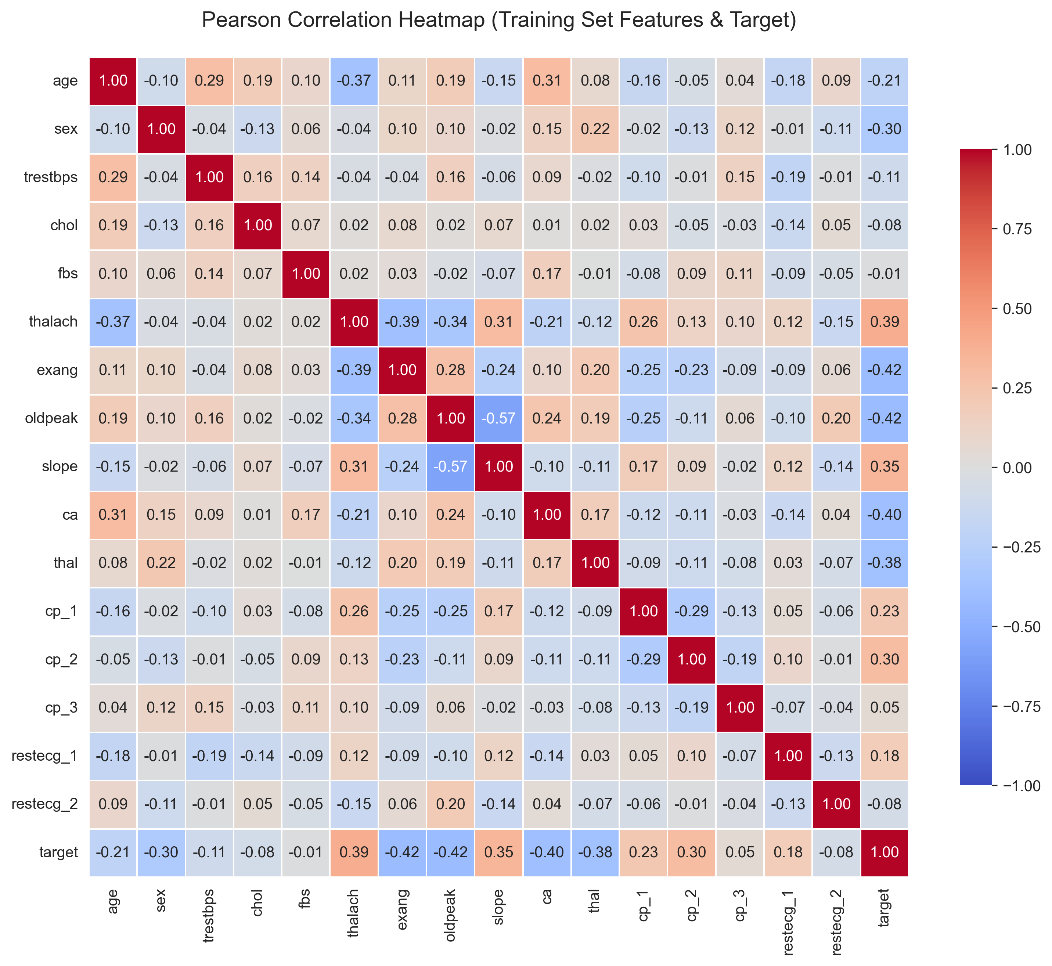 Pearson Correlation Heatmap (Training Set Features & Target)
age 1.00 -0.10 0.29 0.19 0.10 -0.37 0.11 0.19 -0.15 0.31 0.08 -0.16 -0.05 0.04 -0.18 0.09 -0.21
sex -0.10 1.00 -0.04 -0.13 0.06 -0.04 0.10 0.10 -0.02 0.15 0.22 -0.02 -0.13 0.12 -0.01 -0.11 -0.30
trestbps 0.29 -0.04 1.00 0.16 0.14 -0.04 -0.04 0.16 -0.06 0.09 -0.02 -0.10 -0.01 0.15 -0.19 -0.01 -0.11
chol 0.19 -0.13 0.16 1.00 0.07 0.02 0.08 0.02 0.07 0.01 0.02 0.03 -0.05 -0.03 -0.14 0.05 -0.08
fbs 0.10 0.06 0.14 0.07 1.00 0.02 0.03 -0.02 -0.07 0.17 -0.01 -0.08 0.09 0.11 -0.09 -0.05 -0.01
thalach -0.37 -0.04 -0.04 0.02 0.02 1.00 -0.39 -0.34 0.31 -0.21 -0.12 0.26 0.13 0.10 0.12 -0.15 0.39
exang 0.11 0.10 -0.04 0.08 0.03 -0.39 1.00 0.28 -0.24 0.10 0.20 -0.25 -0.23 -0.09 -0.09 0.06 -0.42
oldpeak 0.19 0.10 0.16 0.02 -0.02 -0.34 0.28 1.00 -0.57 0.24 0.19 -0.25 -0.11 0.06 -0.10 0.20 -0.42
slope -0.15 -0.02 -0.06 0.07 -0.07 0.31 -0.24 -0.57 1.00 -0.10 -0.11 0.17 0.09 -0.02 0.12 -0.14 0.35
ca 0.31 0.15 0.09 0.01 0.17 -0.21 0.10 0.24 -0.10 1.00 0.17 -0.12 -0.11 -0.03 -0.14 0.04 -0.40
thal 0.08 0.22 -0.02 0.02 -0.01 -0.12 0.20 0.19 -0.11 0.17 1.00 -0.09 -0.11 -0.08 0.03 -0.07 -0.38
cp_1 -0.16 -0.02 -0.10 0.03 -0.08 0.26 -0.25 -0.25 0.17 -0.12 -0.09 1.00 -0.29 -0.13 0.05 -0.06 0.23
cp_2 -0.05 -0.13 -0.01 -0.05 0.09 0.13 -0.23 -0.11 0.09 -0.11 -0.11 -0.29 1.00 -0.19 0.10 -0.01 0.30
cp_3 0.04 0.12 0.15 -0.03 0.11 0.10 -0.09 0.06 -0.02 -0.03 -0.08 -0.13 -0.19 1.00 -0.07 -0.04 0.05
restecg_1 -0.18 -0.01 -0.19 -0.14 -0.09 0.12 -0.09 -0.10 0.12 -0.14 0.03 0.05 0.10 -0.07 1.00 -0.13 0.18
restecg_2 0.09 -0.11 -0.01 0.05 -0.05 -0.15 0.06 0.20 -0.14 0.04 -0.07 -0.06 -0.01 -0.04 -0.13 1.00 -0.08
target -0.21 -0.30 -0.11 -0.08 -0.01 0.39 -0.42 -0.42 0.35 -0.40 -0.38 0.23 0.30 0.05 0.18 -0.08 1.00
age sex trestbps chol fbs thalach exang oldpeak slope ca thal cp_1 cp_2 cp_3 restecg_1 restecg_2 target
1.00
0.75
0.50
0.25
0.00
−0.25
−0.50
−0.75
−1.00